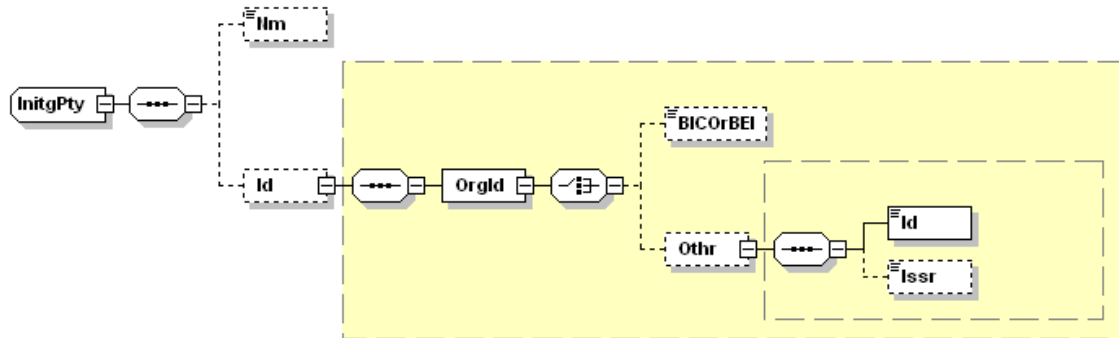 Nm
InitgPty
BICOrBEI
Id
OrgId
Id
Othr
Issr